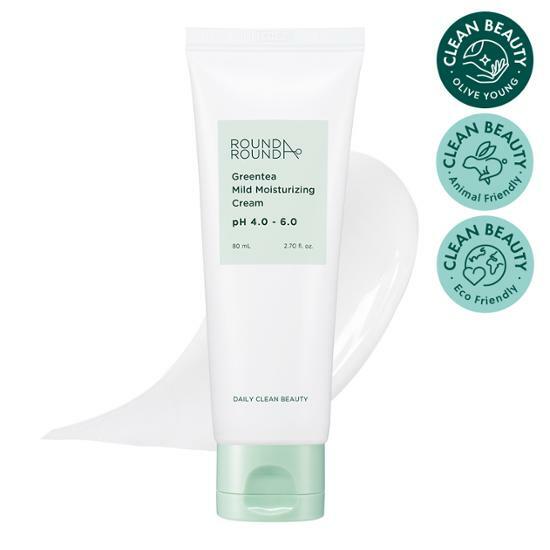 ROUND A
ROUND
Greentea
Mild Moisturizing
Cream
pH 4.0 - 6.0
80 mL 2.70 fl. oz.
DAILY CLEAN BEAUTY
CLEAN BEAUTY
OLIVE YOUNG
CLEAN BEAUTY
Animal Friendly
CLEAN BEAUTY
Eco Friendly